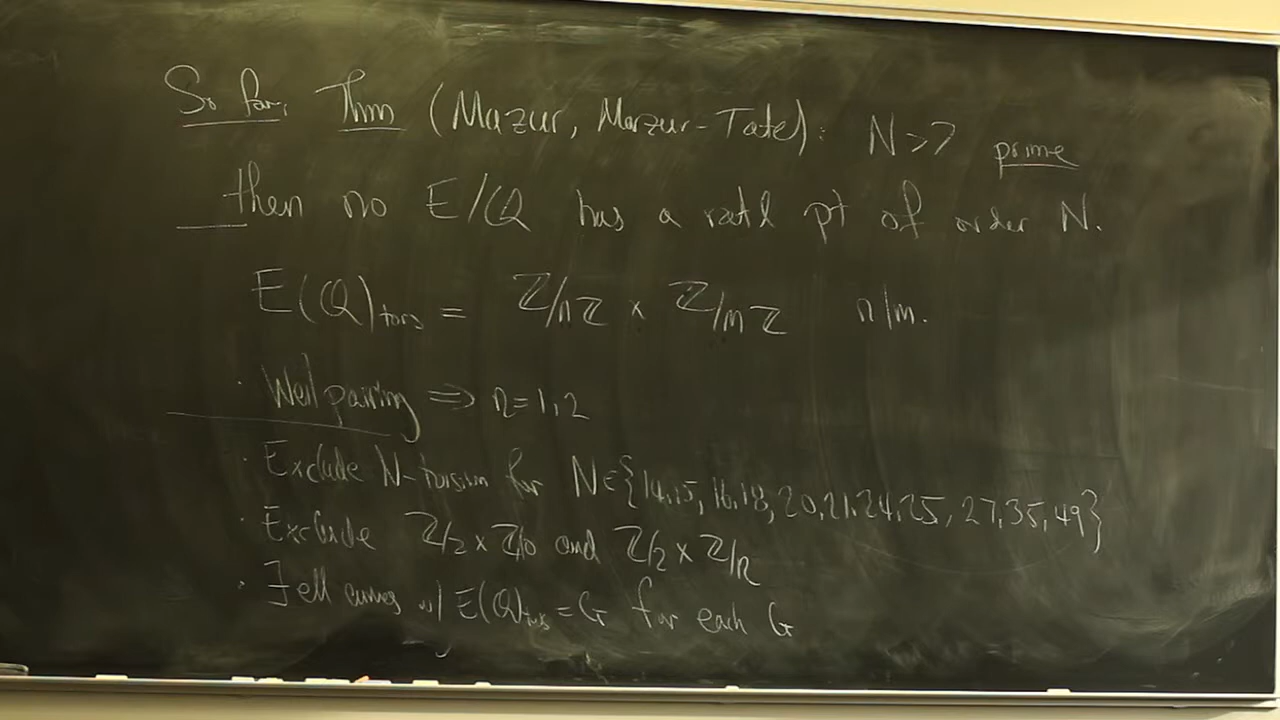 So far, Thm (Mazur, Mazur-Tate): N>7 prime
then no E/Q has a rat'l pt of order N.
E(Q)tors = Z/nZ × Z/mZ n|m.
· Weil pairing ⇒ n=1,2
· Exclude N-torsion for N∈{14,15,16,18,20,21,24,25,27,35,49}
· Exclude Z/2 × Z/10 and Z/2 × Z/12
· ell curves w/ E(Q)tors = G for each G